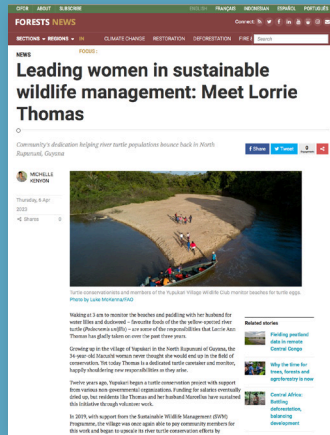 CIFOR ABOUT SUBSCRIBE
ENGLISH FRANÇAIS INDONESIAN ESPAÑOL PORTUGUÊS
FORESTS NEWS
Connect:
SECTIONS REGIONS IN FOCUS: CLIMATE CHANGE RESTORATION DEFORESTATION FIRE
Search
NEWS
Leading women in sustainable
wildlife management: Meet Lorrie
Thomas
Community's dedication helping river turtle populations bounce back in North
Rupununi, Guyana
Share
Tweet
0
MICHELLE
KENYON
Thursday, 6 Apr
2023
Shares 0
Turtle conservationists and members of the Yupukari Village Wildlife Club monitor beaches for turtle eggs.
Photo by Luke McKenna/FAO
Waking at 3 am to monitor the beaches and paddling with her husband for
water lilies and duckweed – favourite foods of the the yellow-spotted river
turtle (Podocnemis unifilis) – are some of the responsibilities that Lorrie Ann
Thomas has gladly taken on over the past three years.
Growing up in the village of Yupukari in the North Rupununi of Guyana, the
34-year-old Macushi woman never thought she would end up in the field of
conservation. Yet today Thomas is a dedicated turtle caretaker and monitor,
happily shouldering new responsibilities as they arise.
Twelve years ago, Yupukari began a turtle conservation project with support
from various non-governmental organisations. Funding for salaries eventually
dried up, but residents like Thomas and her husband Marcellus have sustained
this initiative through volunteer work.
In 2019, with support from the Sustainable Wildlife Management (SWM)
Programme, the village was once again able to pay community members for
this work and began to upscale its river turtle conservation efforts by
Related stories
Finding peatland
data in remote
Central Congo
Why the time for
trees, forests and
agroforestry is now
Central Africa:
Battling
deforestation,
balancing
development